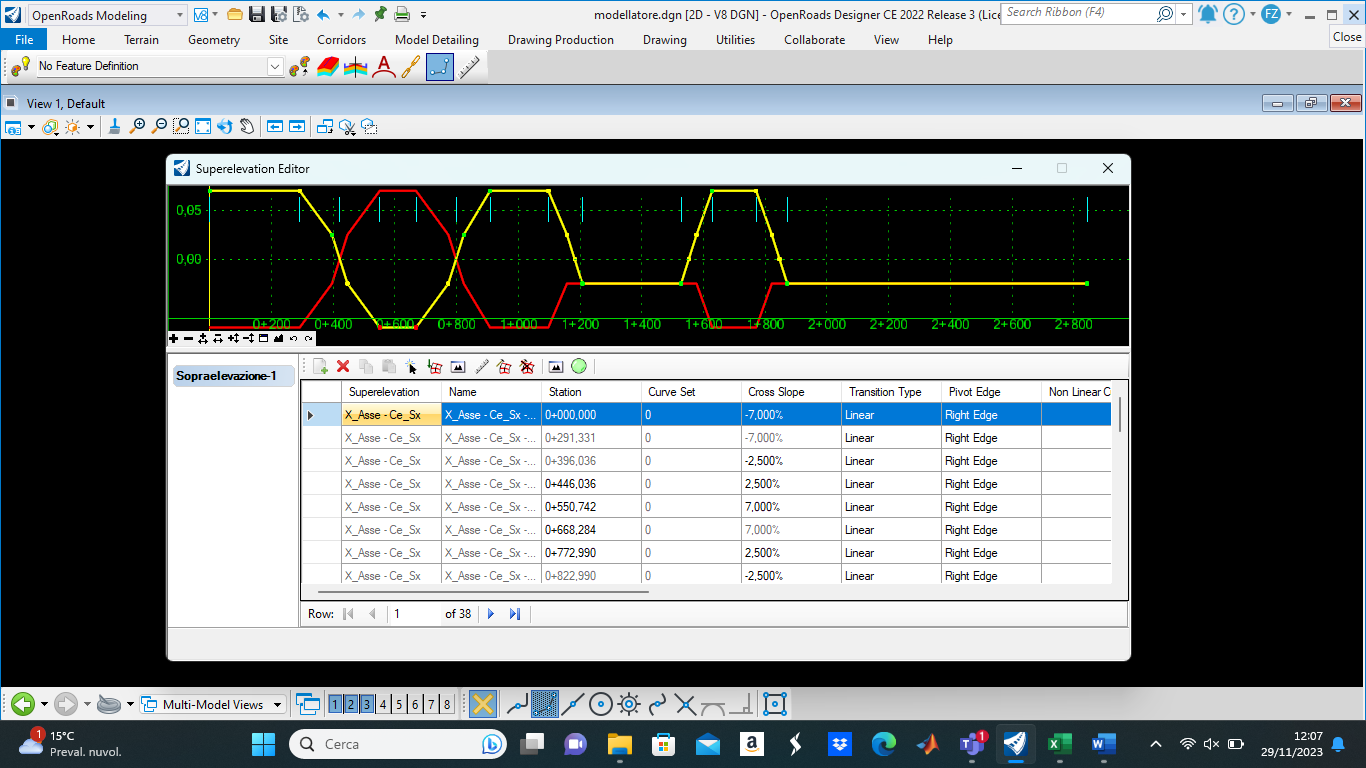 OpenRoads Modeling
modellatore.dgn [2D - V8 DGN] - OpenRoads Designer CE 2022 Release 3 (Lice
Search Ribbon (F4)
FZ
File Home Terrain Geometry Site Corridors Model Detailing Drawing Production Drawing Utilities Collaborate View Help
Close
No Feature Definition
View 1, Default
Superelevation Editor
0,05
0,00
0+200 0+400 0+600 0+800 1+000 1+200 1+400 1+600 1+800 2+000 2+200 2+400 2+600 2+800
Sopraelevazione-1
Superelevation Name Station Curve Set Cross Slope Transition Type Pivot Edge Non Linear C
X_Asse - Ce_Sx X_Asse - Ce_Sx -... 0+000,000 0 -7,000% Linear Right Edge
X_Asse - Ce_Sx X_Asse - Ce_Sx -... 0+291,331 0 -7,000% Linear Right Edge
X_Asse - Ce_Sx X_Asse - Ce_Sx -... 0+396,036 0 -2,500% Linear Right Edge
X_Asse - Ce_Sx X_Asse - Ce_Sx -... 0+446,036 0 2,500% Linear Right Edge
X_Asse - Ce_Sx X_Asse - Ce_Sx -... 0+550,742 0 7,000% Linear Right Edge
X_Asse - Ce_Sx X_Asse - Ce_Sx -... 0+668,284 0 7,000% Linear Right Edge
X_Asse - Ce_Sx X_Asse - Ce_Sx -... 0+772,990 0 2,500% Linear Right Edge
X_Asse - Ce_Sx X_Asse - Ce_Sx -... 0+822,990 0 -2,500% Linear Right Edge
Row: 1 of 38
Multi-Model Views
1 2 3 4 5 6 7 8
1
15°C
Preval. nuvol.
Cerca
1
12:07
29/11/2023